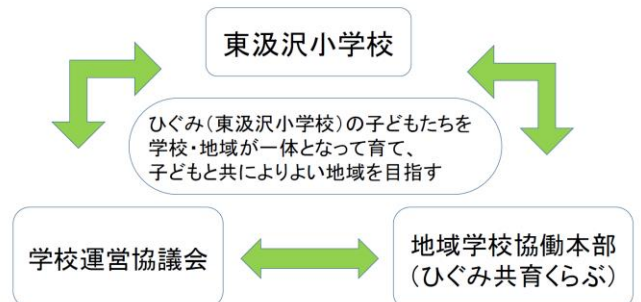 東汲沢小学校
ひぐみ(東汲沢小学校)の子どもたちを
学校・地域が一体となって育て、
子どもと共によりよい地域を目指す
学校運営協議会
地域学校協働本部
(ひぐみ共育くらぶ)